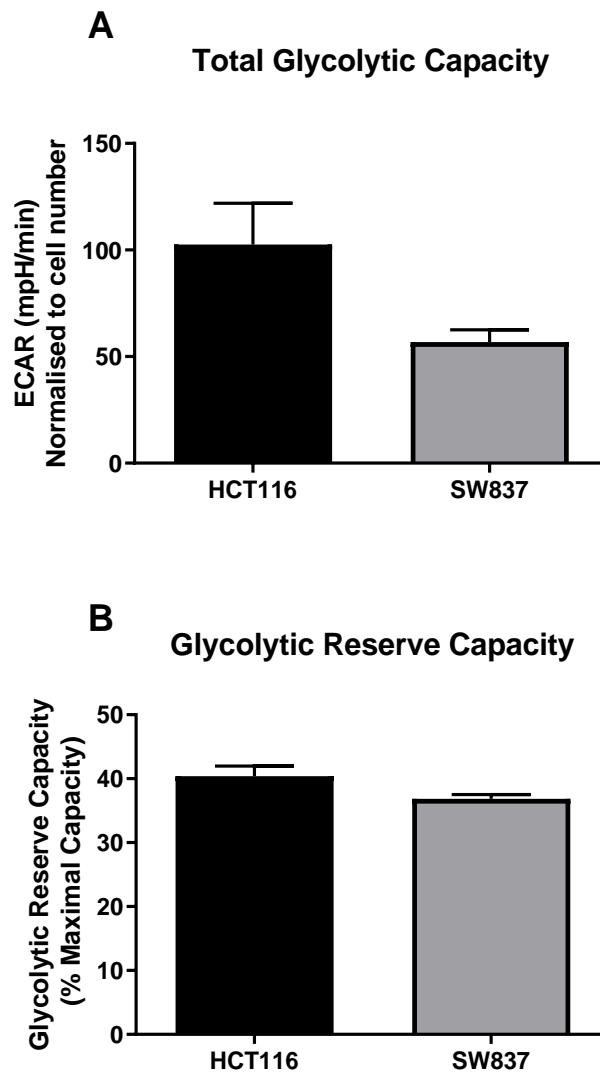 A
Total Glycolytic Capacity
ECAR (mpH/min)
Normalised to cell number
150
100
50
0
HCT116 SW837
B
Glycolytic Reserve Capacity
Glycolytic Reserve Capacity
(% Maximal Capacity)
50
40
30
20
10
0
HCT116 SW837